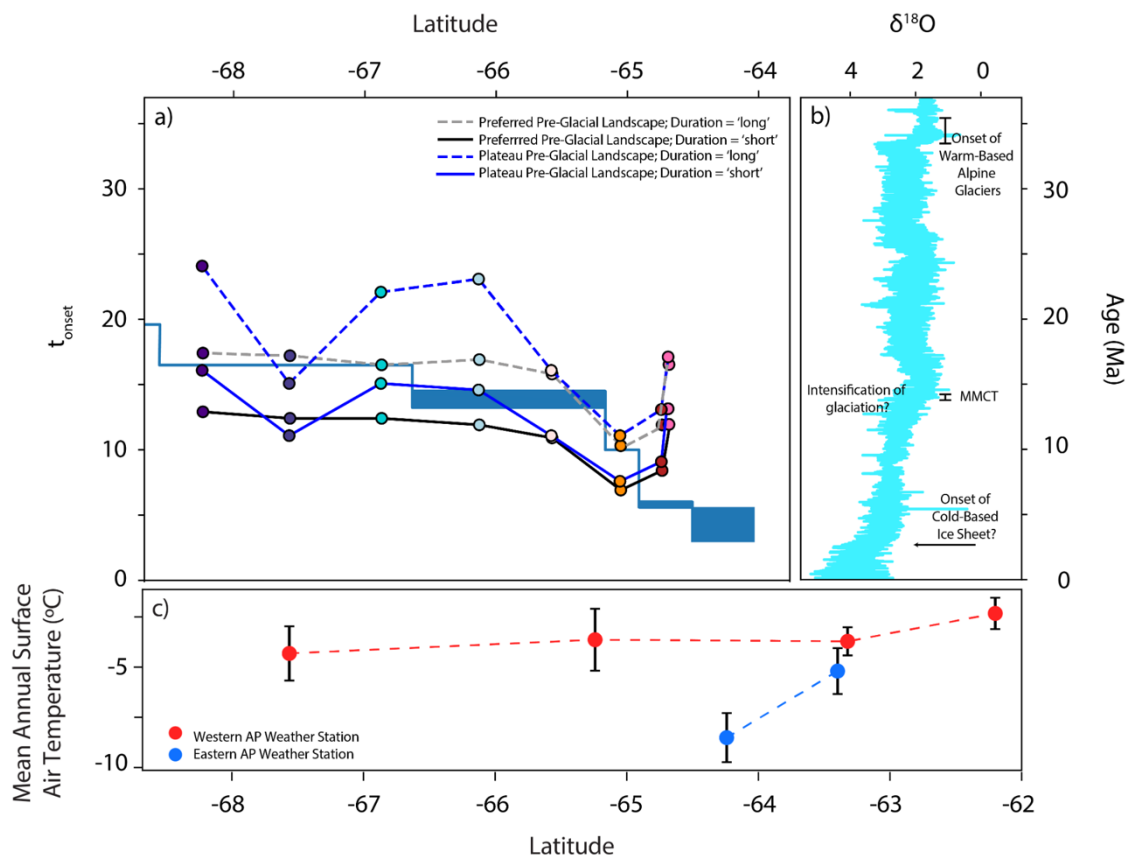 Latitude
δ18O
-68 -67 -66 -65 -64
4 2 0
a)
Preferred Pre-Glacial Landscape; Duration = 'long'
Preferred Pre-Glacial Landscape; Duration = 'short'
Plateau Pre-Glacial Landscape; Duration = 'long'
Plateau Pre-Glacial Landscape; Duration = 'short'
30
20
10
0
tonset
b)
Onset of
Warm-Based
Alpine
Glaciers
Intensification of
glaciation?
MMCT
Onset of
Cold-Based
Ice Sheet?
30
20
10
0
Age (Ma)
c)
Mean Annual Surface
Air Temperature (ºC)
-5
-10
Western AP Weather Station
Eastern AP Weather Station
-68 -67 -66 -65 -64 -63 -62
Latitude